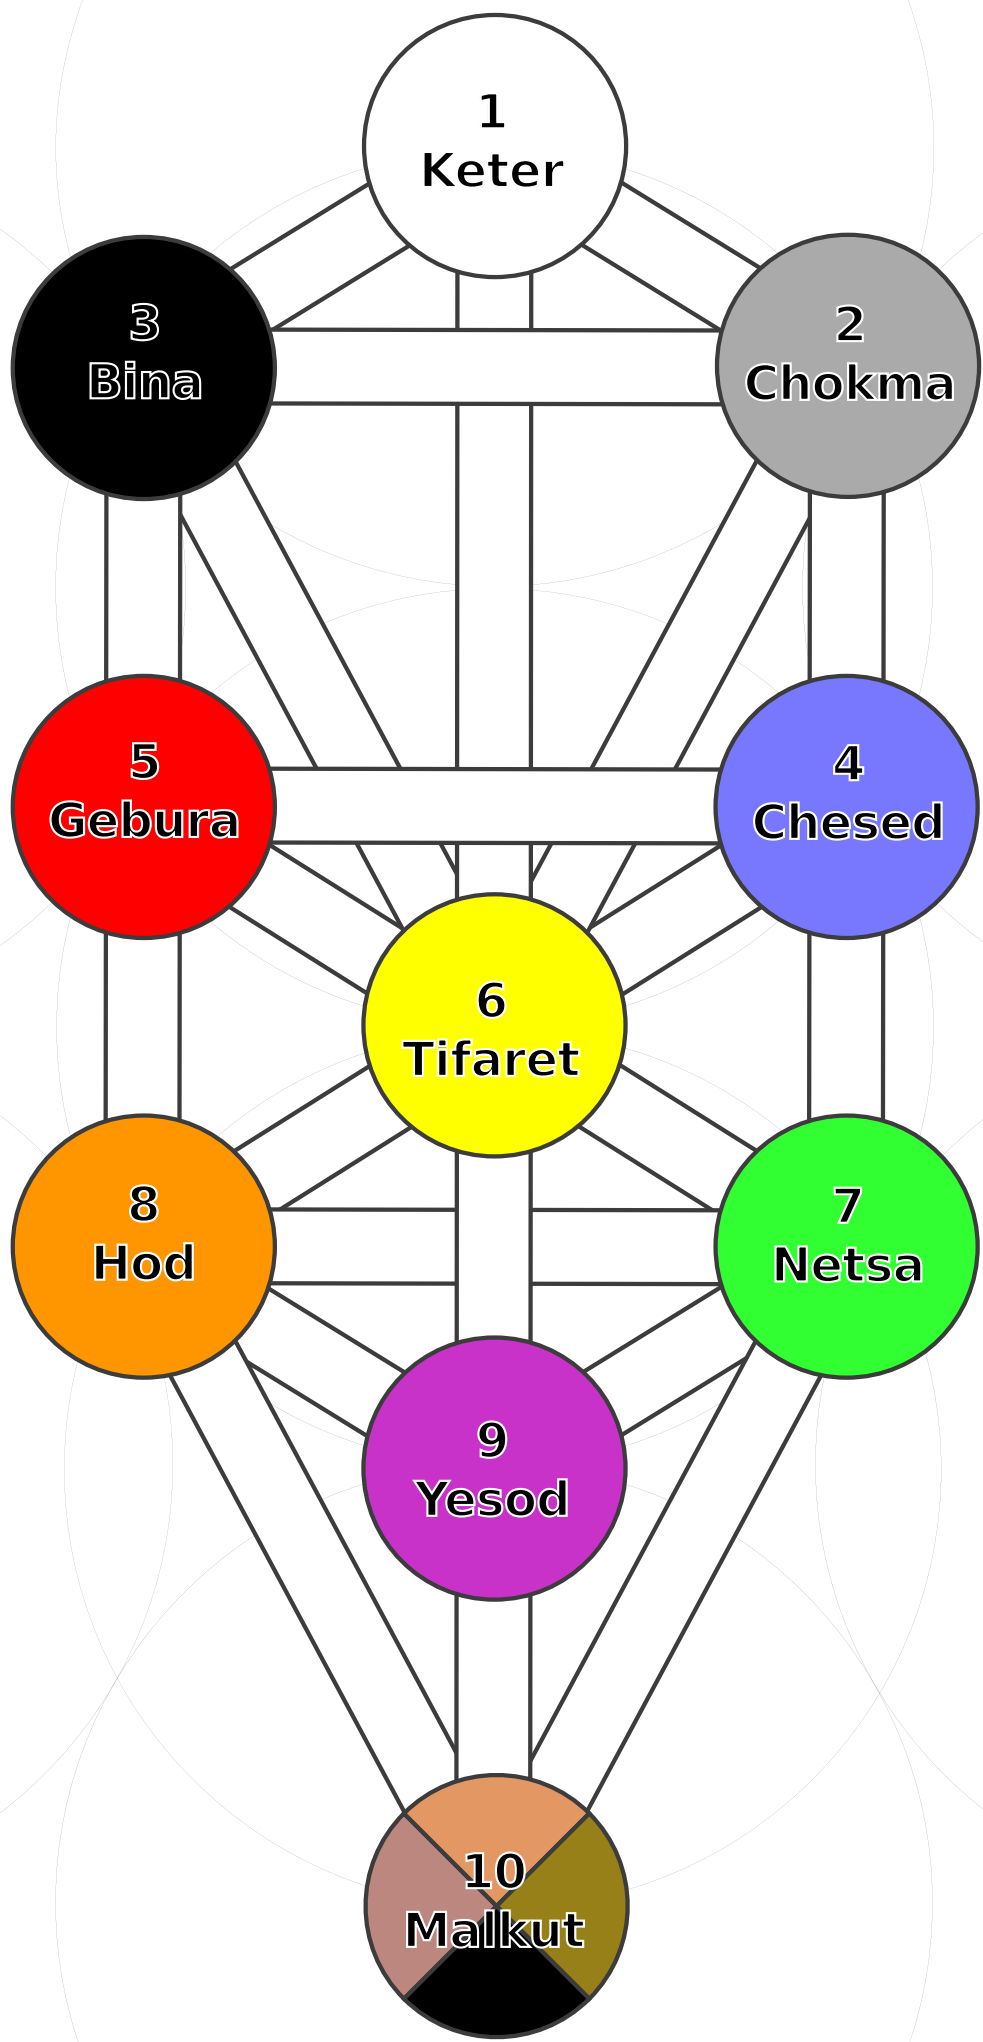 1
Keter
3
Bina
2
Chokma
5
Gebura
4
Chesed
6
Tifaret
8
Hod
7
Netsa
9
Yesod
10
Malkut